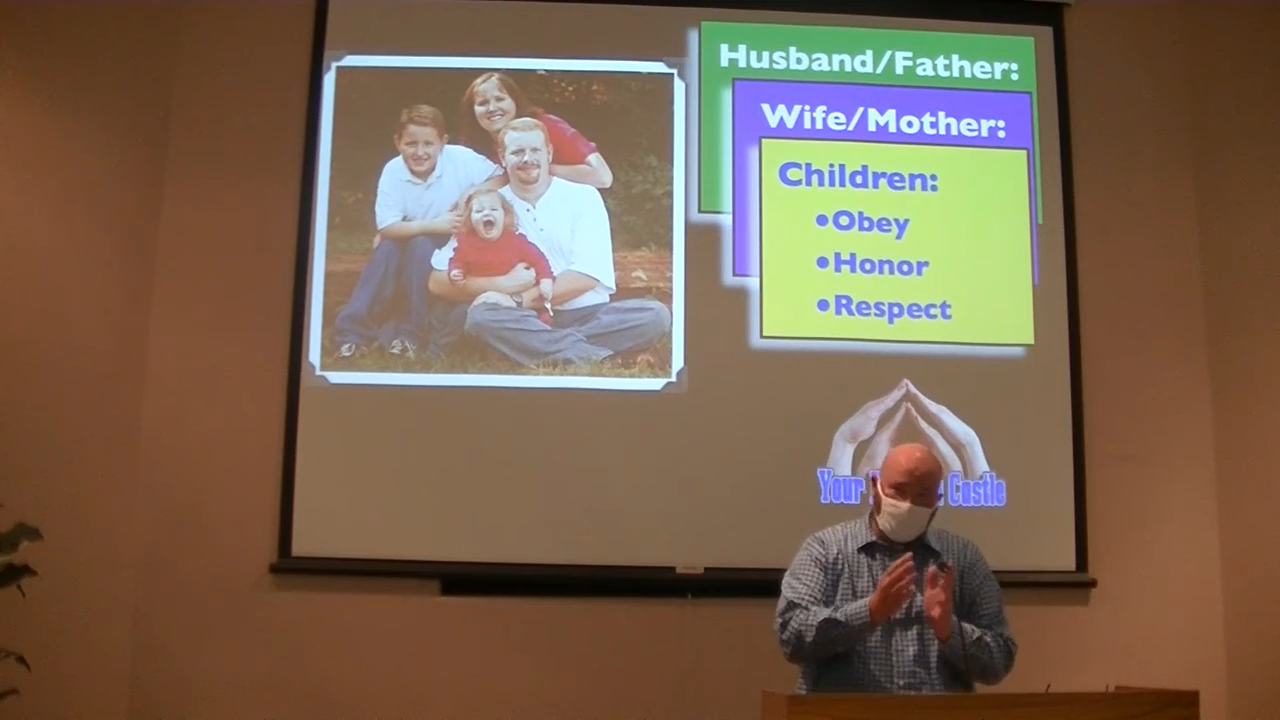 Husband/Father:
Wife/Mother:
Children:
•Obey
•Honor
•Respect
Your Castle